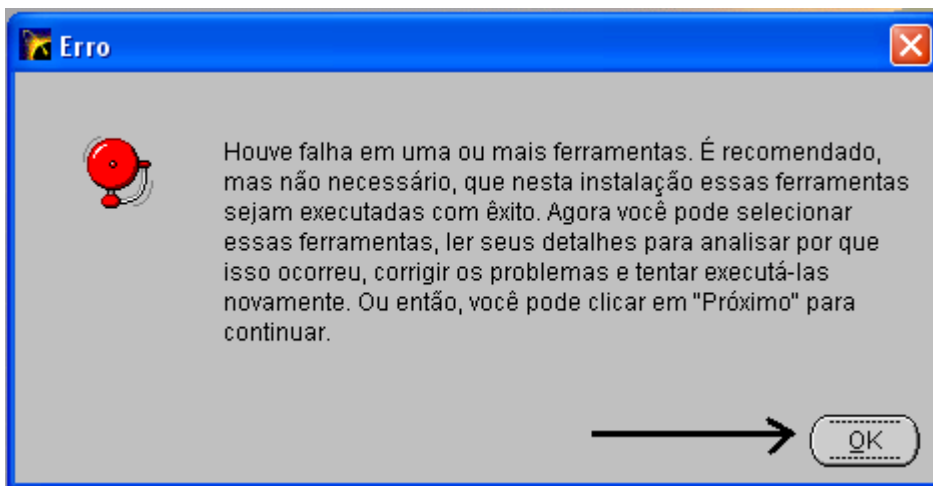 Erro
Houve falha em uma ou mais ferramentas. É recomendado,
mas não necessário, que nesta instalação essas ferramentas
sejam executadas com êxito. Agora você pode selecionar
essas ferramentas, ler seus detalhes para analisar por que
isso ocorreu, corrigir os problemas e tentar executá-las
novamente. Ou então, você pode clicar em "Próximo" para
continuar.
OK